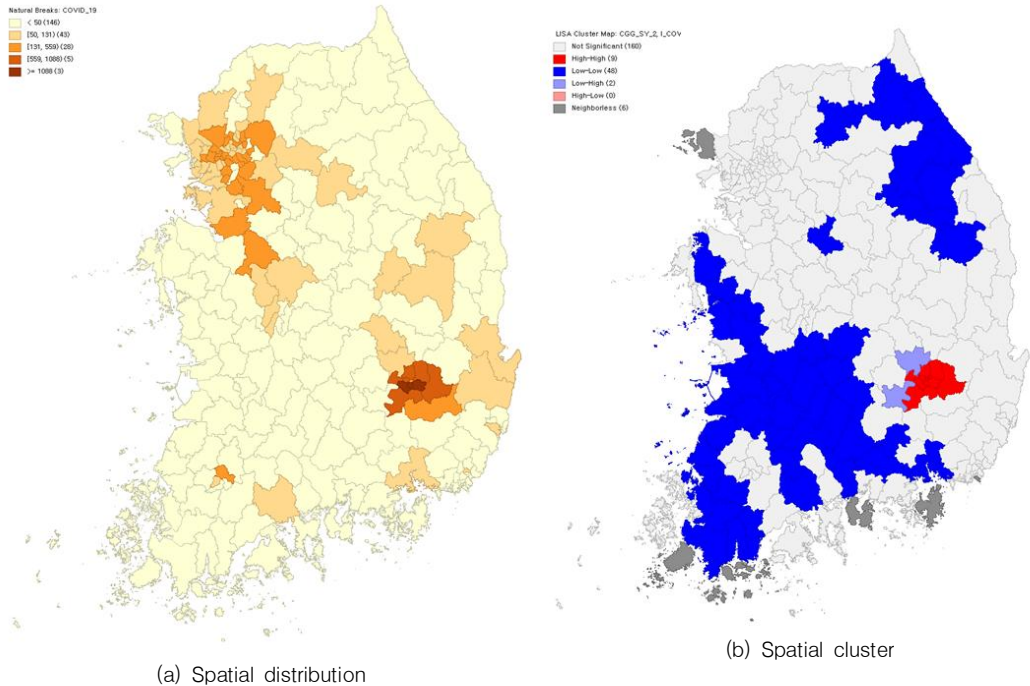 Natural Breaks: COVID_19
< 50 (146)
[50, 131) (43)
[131, 559) (28)
[559, 1088) (5)
>= 1088 (3)
LISA Cluster Map: CGG_SY_2, I_COV
Not Significant (160)
High-High (9)
Low-Low (48)
Low-High (2)
High-Low (0)
Neighborless (6)
(a) Spatial distribution
(b) Spatial cluster